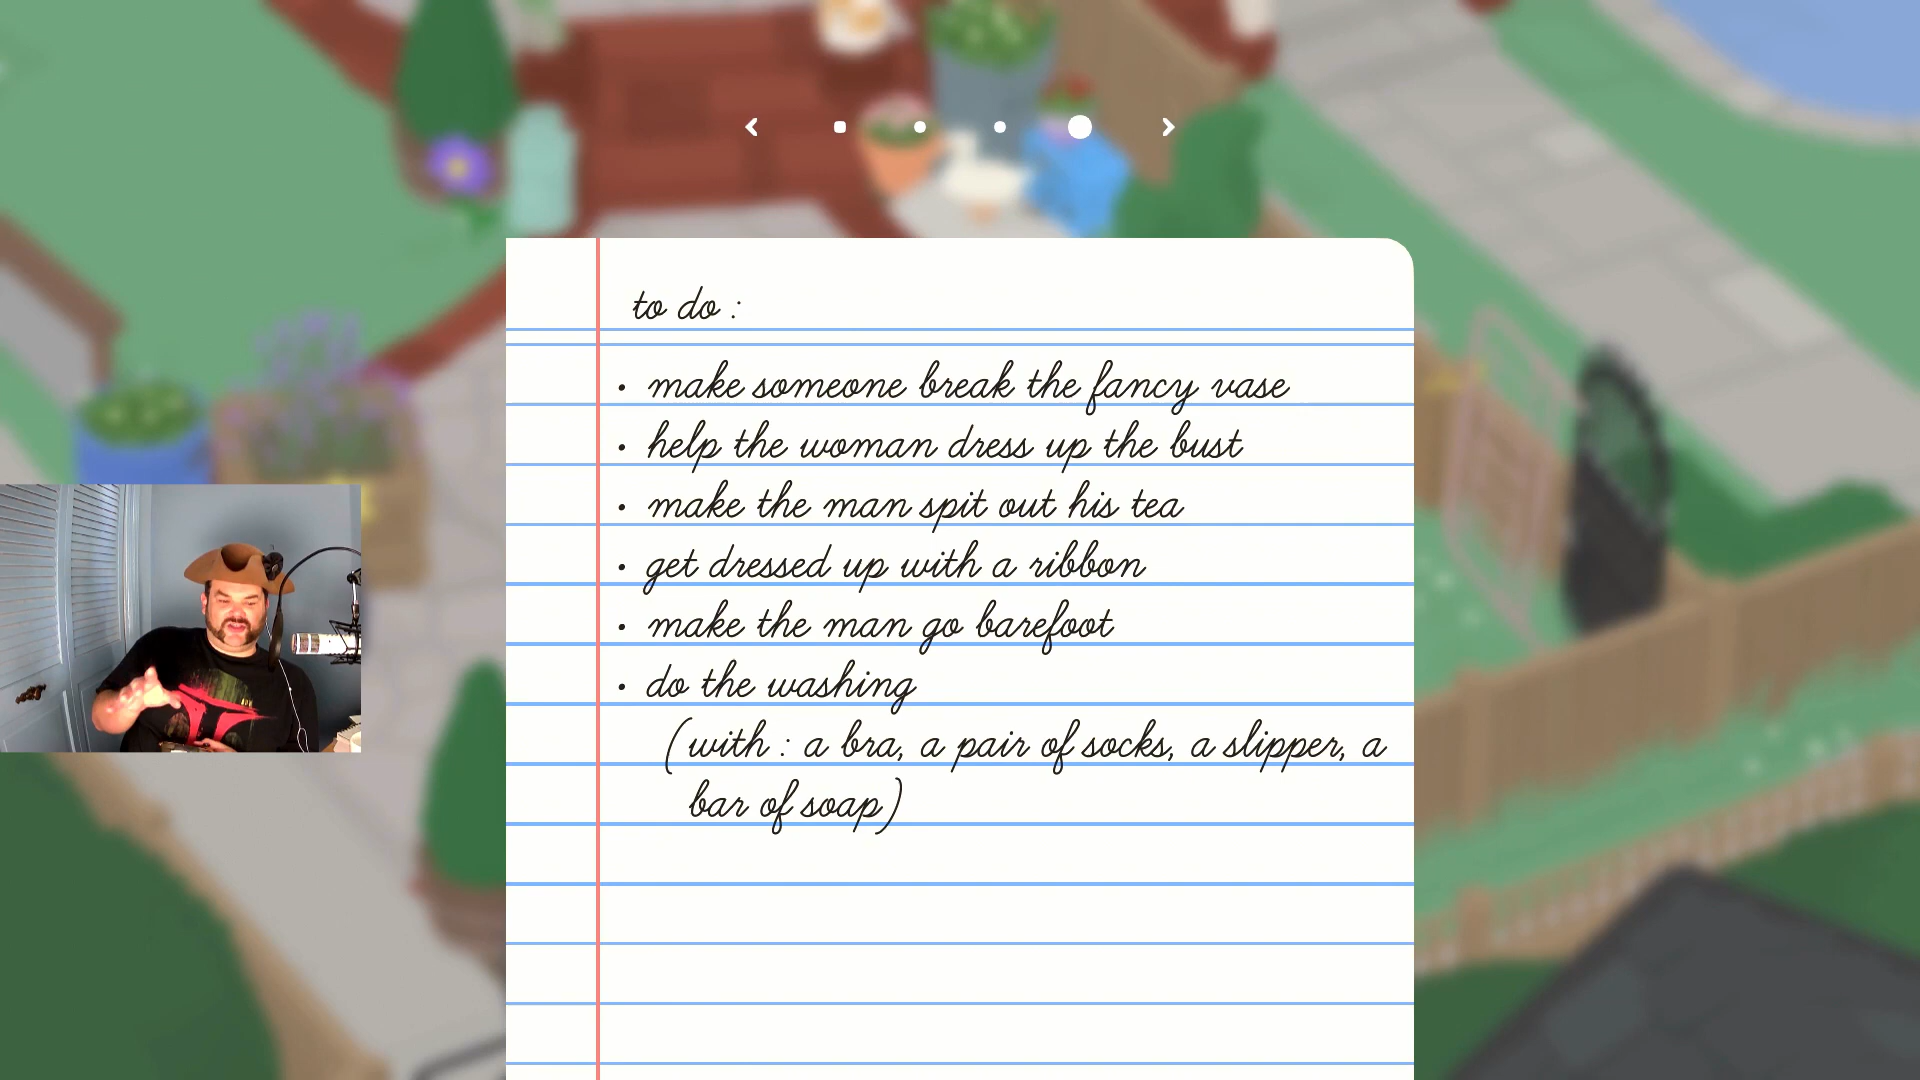 to do :
• make someone break the fancy vase
• help the woman dress up the bust
• make the man spit out his tea
• get dressed up with a ribbon
• make the man go barefoot
• do the washing
(with : a bra, a pair of socks, a slipper, a
bar of soap)